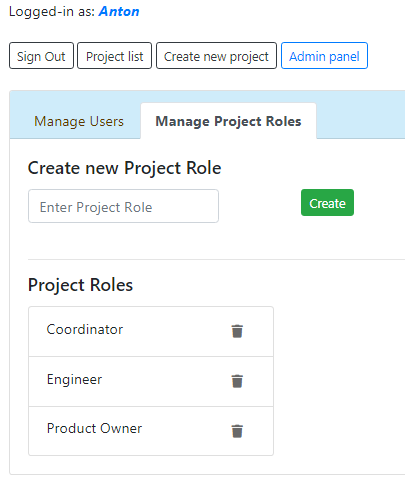 Logged-in as: Anton
Sign Out Project list Create new project Admin panel
Manage Users Manage Project Roles
Create new Project Role
Enter Project Role Create
Project Roles
Coordinator
Engineer
Product Owner